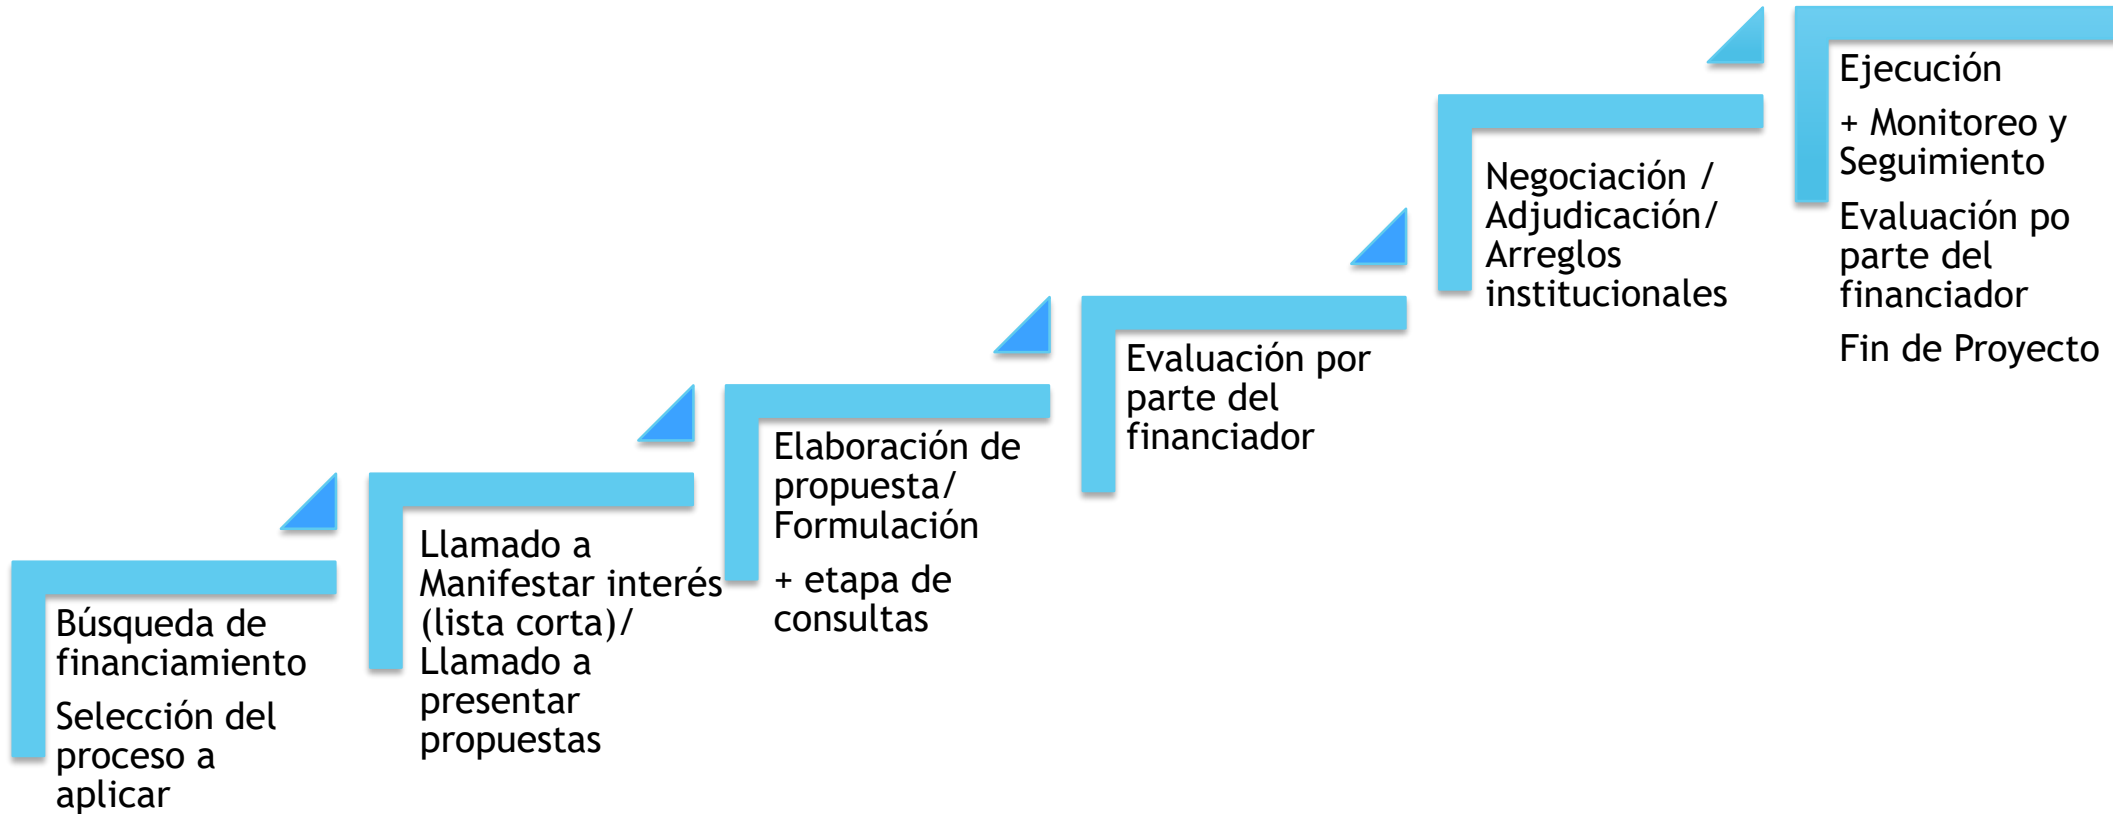 Búsqueda de
financiamiento
Selección del
proceso a
aplicar
Llamado a
Manifestar interés
(lista corta)/
Llamado a
presentar
propuestas
Elaboración de
propuesta/
Formulación
+ etapa de
consultas
Evaluación por
parte del
financiador
Negociación /
Adjudicación/
Arreglos
institucionales
Ejecución
+ Monitoreo y
Seguimiento
Evaluación po
parte del
financiador
Fin de Proyecto